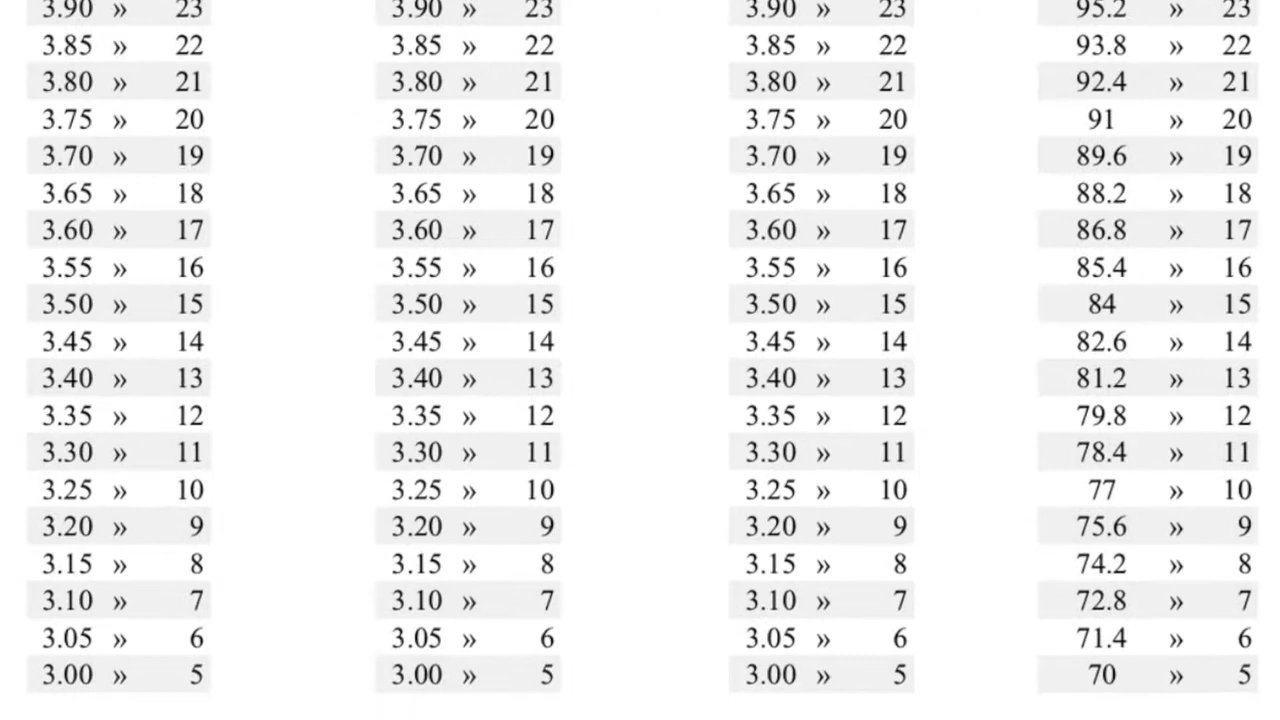 3.90 » 23 3.90 » 23 3.90 » 23 95.2 » 23
3.85 » 22 3.85 » 22 3.85 » 22 93.8 » 22
3.80 » 21 3.80 » 21 3.80 » 21 92.4 » 21
3.75 » 20 3.75 » 20 3.75 » 20 91 » 20
3.70 » 19 3.70 » 19 3.70 » 19 89.6 » 19
3.65 » 18 3.65 » 18 3.65 » 18 88.2 » 18
3.60 » 17 3.60 » 17 3.60 » 17 86.8 » 17
3.55 » 16 3.55 » 16 3.55 » 16 85.4 » 16
3.50 » 15 3.50 » 15 3.50 » 15 84 » 15
3.45 » 14 3.45 » 14 3.45 » 14 82.6 » 14
3.40 » 13 3.40 » 13 3.40 » 13 81.2 » 13
3.35 » 12 3.35 » 12 3.35 » 12 79.8 » 12
3.30 » 11 3.30 » 11 3.30 » 11 78.4 » 11
3.25 » 10 3.25 » 10 3.25 » 10 77 » 10
3.20 » 9 3.20 » 9 3.20 » 9 75.6 » 9
3.15 » 8 3.15 » 8 3.15 » 8 74.2 » 8
3.10 » 7 3.10 » 7 3.10 » 7 72.8 » 7
3.05 » 6 3.05 » 6 3.05 » 6 71.4 » 6
3.00 » 5 3.00 » 5 3.00 » 5 70 » 5